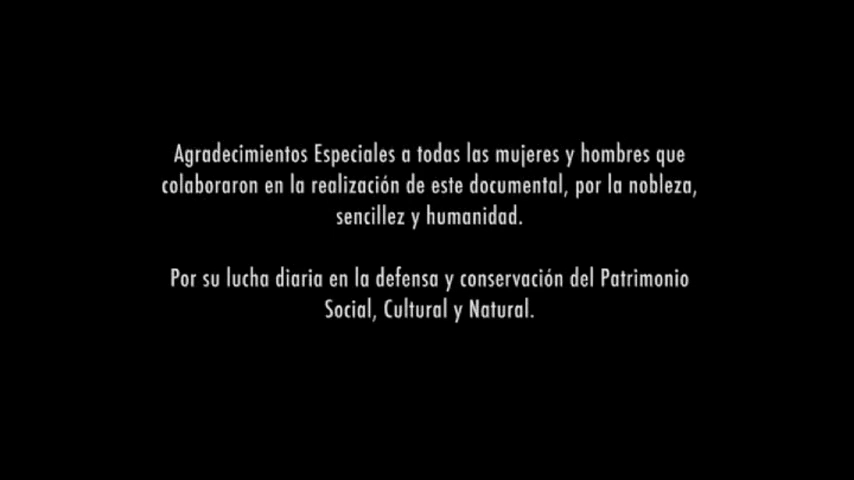 Agradecimientos Especiales a todas las mujeres y hombres que
colaboraron en la realización de este documental, por la nobleza,
sencillez y humanidad.
Por su lucha diaria en la defensa y conservación del Patrimonio
Social, Cultural y Natural.